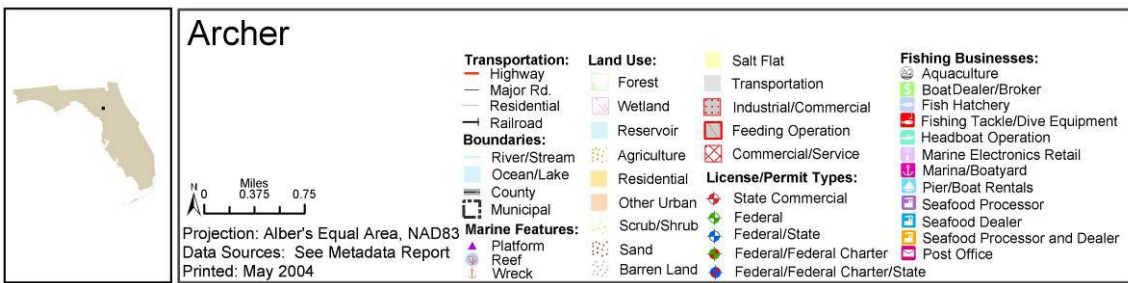 Archer
N
Miles
0 0.375 0.75
Projection: Alber's Equal Area, NAD83
Data Sources: See Metadata Report
Printed: May 2004
Transportation:
Highway
Major Rd.
Residential
Railroad
Boundaries:
River/Stream
Ocean/Lake
County
Municipal
Marine Features:
Platform
Reef
Wreck
Land Use:
Forest
Wetland
Reservoir
Agriculture
Residential
Other Urban
Scrub/Shrub
Sand
Barren Land
Salt Flat
Transportation
Industrial/Commercial
Feeding Operation
Commercial/Service
License/Permit Types:
State Commercial
Federal
Federal/State
Federal/Federal Charter
Federal/Federal Charter/State
Fishing Businesses:
Aquaculture
BoatDealer/Broker
Fish Hatchery
Fishing Tackle/Dive Equipment
Headboat Operation
Marine Electronics Retail
Marina/Boatyard
Pier/Boat Rentals
Seafood Processor
Seafood Dealer
Seafood Processor and Dealer
Post Office